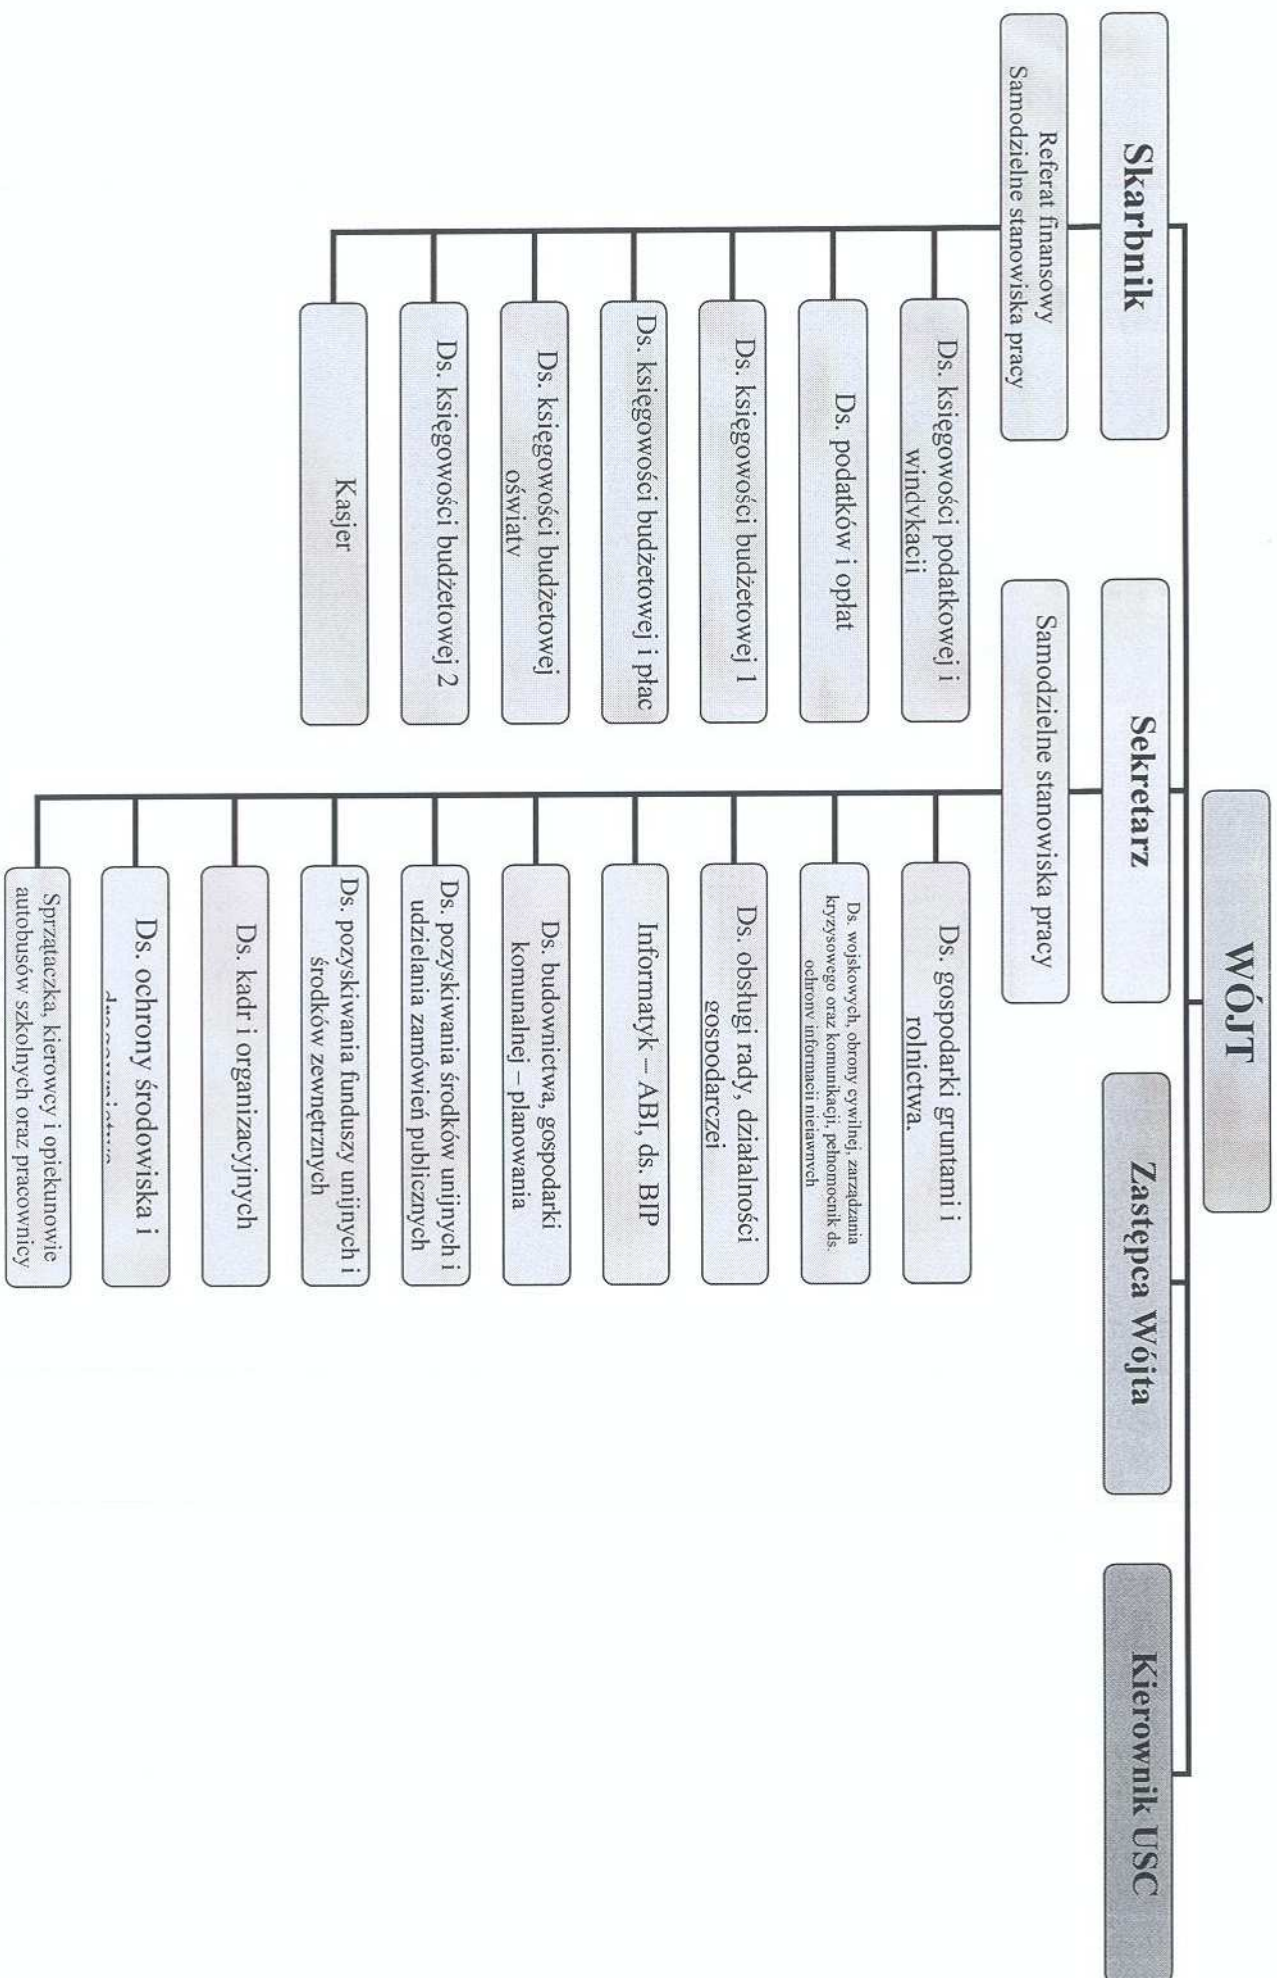 WÓJT
Skarbnik
Sekretarz
Zastępca Wójta
Kierownik USC
Referat finansowy
Samodzielne stanowiska pracy
Samodzielne stanowiska pracy
Ds. księgowości podatkowej i
windykacji
Ds. podatków i opłat
Ds. księgowości budżetowej 1
Ds. księgowości budżetowej i płac
Ds. księgowości budżetowej
oświaty
Ds. księgowości budżetowej 2
Kasjer
Ds. gospodarki gruntami i
rolnictwa.
Ds. wojskowych, obrony cywilnej, zarządzania
kryzysowego oraz komunikacji, pełnomocnik ds.
ochrony informacji niejawnych
Ds. obsługi rady, działalności
gospodarczej
Informatyk – ABI, ds. BIP
Ds. budownictwa, gospodarki
komunalnej – planowania
Ds. pozyskiwania środków unijnych i
udzielania zamówień publicznych
Ds. pozyskiwania funduszy unijnych i
środków zewnętrznych
Ds. kadr i organizacyjnych
Ds. ochrony środowiska i
Sprzątaczka, kierowcy i opiekunowie
autobusów szkolnych oraz pracownicy